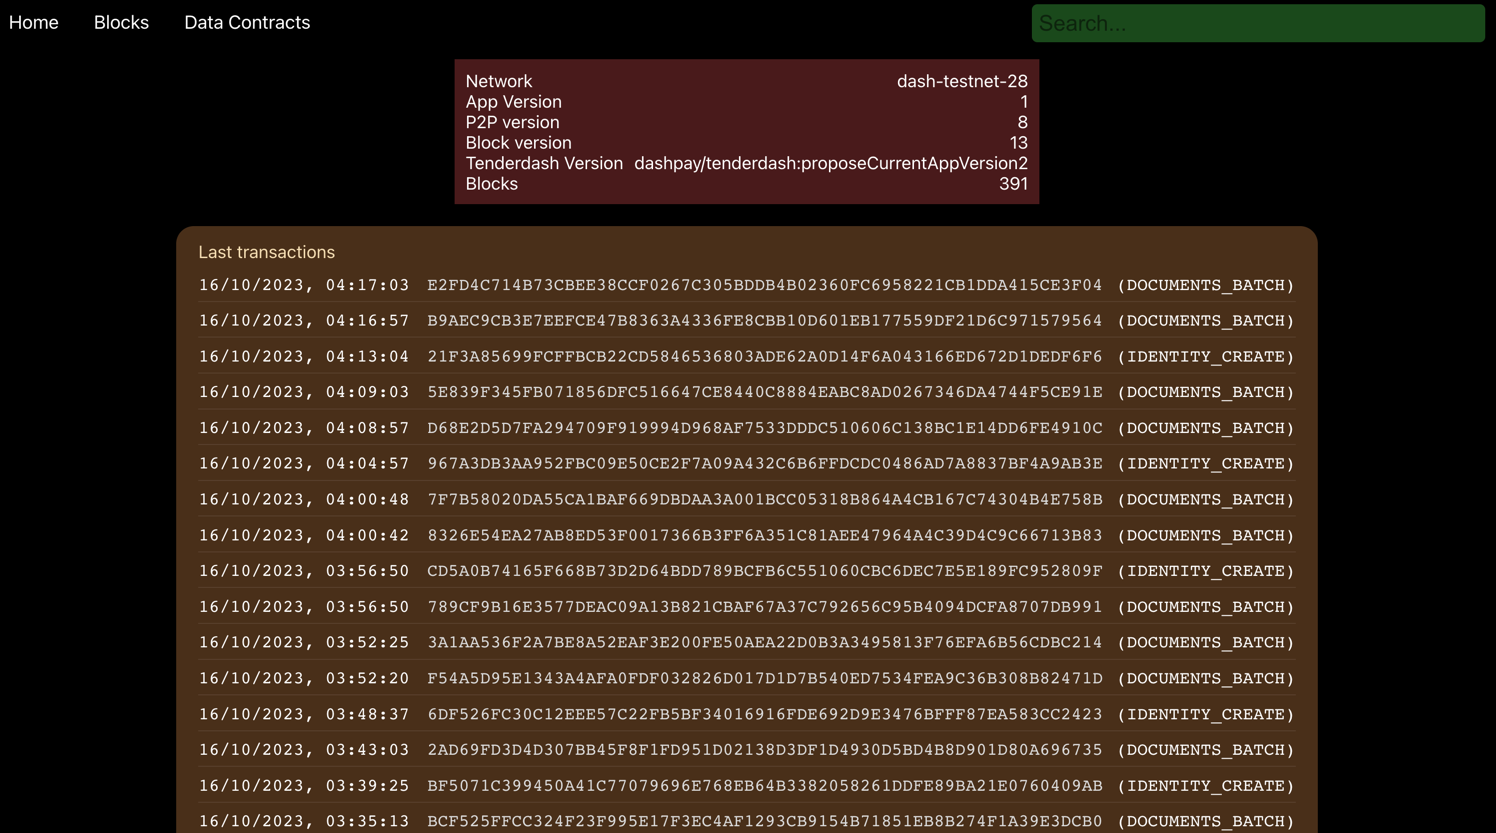 Home Blocks Data Contracts Search...
Network dash-testnet-28
App Version 1
P2P version 8
Block version 13
Tenderdash Version dashpay/tenderdash:proposeCurrentAppVersion2
Blocks 391
Last transactions
16/10/2023, 04:17:03 E2FD4C714B73CBEE38CCF0267C305BDDB4B02360FC6958221CB1DDA415CE3F04 (DOCUMENTS_BATCH)
16/10/2023, 04:16:57 B9AEC9CB3E7EEFCE47B8363A4336FE8CBB10D601EB177559DF21D6C971579564 (DOCUMENTS_BATCH)
16/10/2023, 04:13:04 21F3A85699FCFFBCB22CD5846536803ADE62A0D14F6A043166ED672D1DEDF6F6 (IDENTITY_CREATE)
16/10/2023, 04:09:03 5E839F345FB071856DFC516647CE8440C8884EABC8AD0267346DA4744F5CE91E (DOCUMENTS_BATCH)
16/10/2023, 04:08:57 D68E2D5D7FA294709F919994D968AF7533DDDC510606C138BC1E14DD6FE4910C (DOCUMENTS_BATCH)
16/10/2023, 04:04:57 967A3DB3AA952FBC09E50CE2F7A09A432C6B6FFDCDC0486AD7A8837BF4A9AB3E (IDENTITY_CREATE)
16/10/2023, 04:00:48 7F7B58020DA55CA1BAF669DBDAA3A001BCC05318B864A4CB167C74304B4E758B (DOCUMENTS_BATCH)
16/10/2023, 04:00:42 8326E54EA27AB8ED53F0017366B3FF6A351C81AEE47964A4C39D4C9C66713B83 (DOCUMENTS_BATCH)
16/10/2023, 03:56:50 CD5A0B74165F668B73D2D64BDD789BCFB6C551060CBC6DEC7E5E189FC952809F (IDENTITY_CREATE)
16/10/2023, 03:56:50 789CF9B16E3577DEAC09A13B821CBAF67A37C792656C95B4094DCFA8707DB991 (DOCUMENTS_BATCH)
16/10/2023, 03:52:25 3A1AA536F2A7BE8A52EAF3E200FE50AEA22D0B3A3495813F76EFA6B56CDBC214 (DOCUMENTS_BATCH)
16/10/2023, 03:52:20 F54A5D95E1343A4AFA0FDF032826D017D1D7B540ED7534FEA9C36B308B82471D (DOCUMENTS_BATCH)
16/10/2023, 03:48:37 6DF526FC30C12EEE57C22FB5BF34016916FDE692D9E3476BFFF87EA583CC2423 (IDENTITY_CREATE)
16/10/2023, 03:43:03 2AD69FD3D4D307BB45F8F1FD951D02138D3DF1D4930D5BD4B8D901D80A696735 (DOCUMENTS_BATCH)
16/10/2023, 03:39:25 BF5071C399450A41C77079696E768EB64B3382058261DDFE89BA21E0760409AB (IDENTITY_CREATE)
16/10/2023, 03:35:13 BCF525FFCC324F23F995E17F3EC4AF1293CB9154B71851EB8B274F1A39E3DCB0 (DOCUMENTS_BATCH)